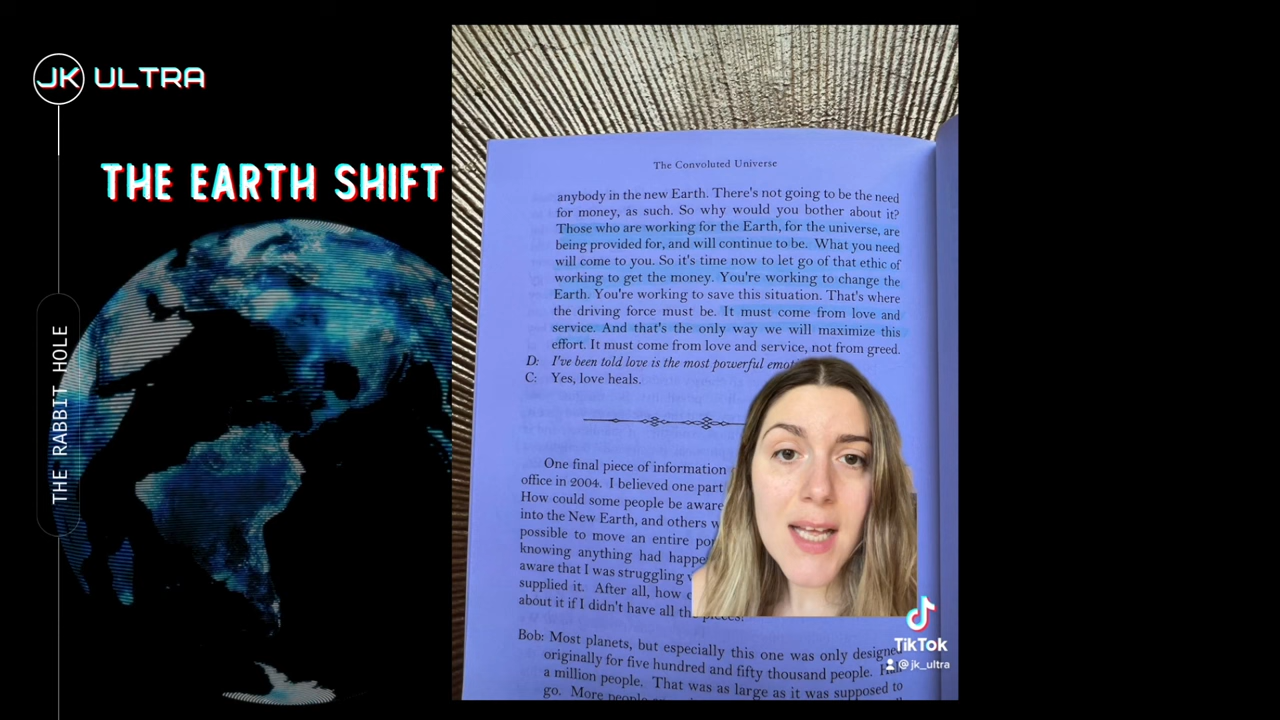 JK ULTRA
THE EARTH SHIFT
THE RABBIT HOLE
The Convoluted Universe
anybody in the new Earth. There's not going to be the need
for money, as such. So why would you bother about it?
Those who are working for the Earth, for the universe, are
being provided for, and will continue to be. What you need
will come to you. So it's time now to let go of that ethic of
working to get the money. You're working to change the
Earth. You're working to save this situation. That's where
the driving force must be. It must come from love and
service. And that's the only way we will maximize this
effort. It must come from love and service, not from greed.
D: I've been told love is the most powerful
C: Yes, love heals.
One final piece of information
office in 2004. I believed one part
How could some people be aware
into the New Earth, and others
possible to move an entire
knowing anything had
aware that I was struggling
supplied it. After all, how
about it if I didn't have all the pieces!
Bob: Most planets, but especially this one was only designed
originally for five hundred and fifty thousand people. Half
a million people. That was as large as it was supposed to
go. More people
TikTok
@jk_ultra